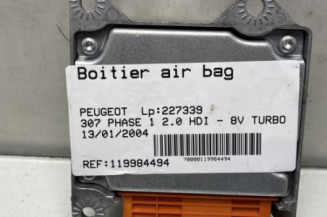 Boitier air bag
PEUGEOT Lp:227339
307 PHASE 1 2.0 HDI - 8V TURBO
13/01/2004
REF:119984494
70000119984494